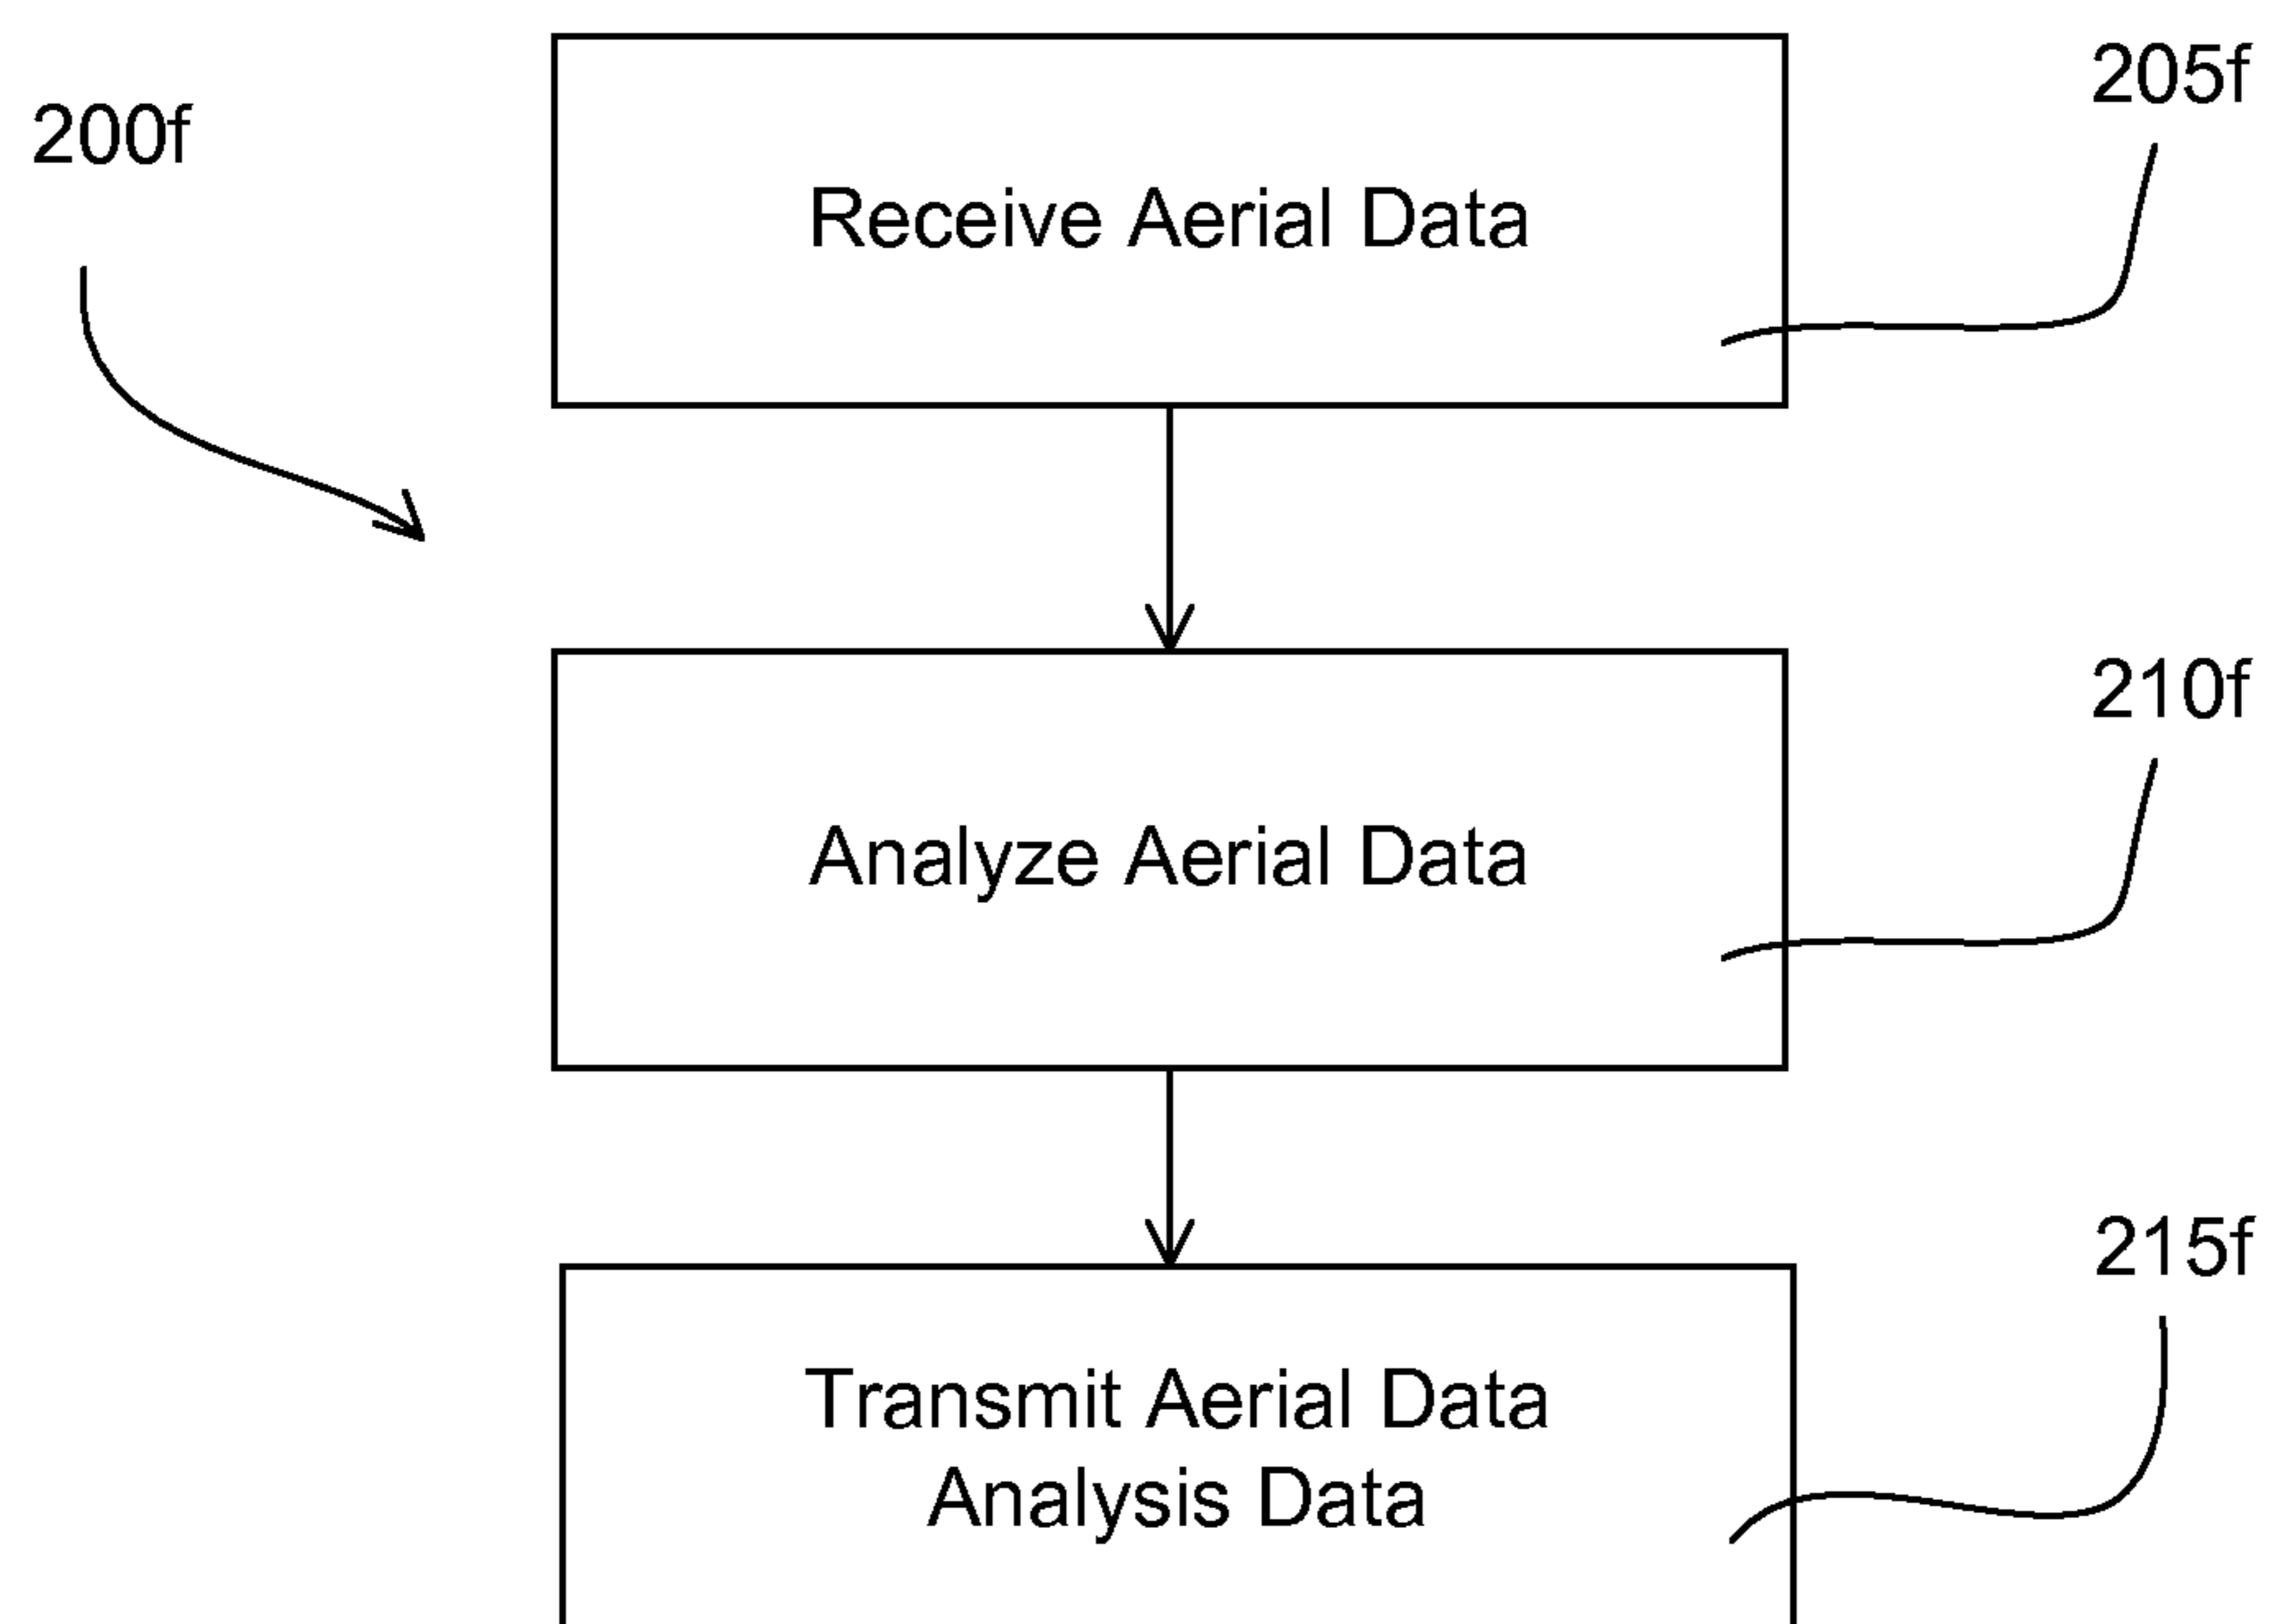 200f
205f
Receive Aerial Data
210f
Analyze Aerial Data
215f
Transmit Aerial Data
Analysis Data